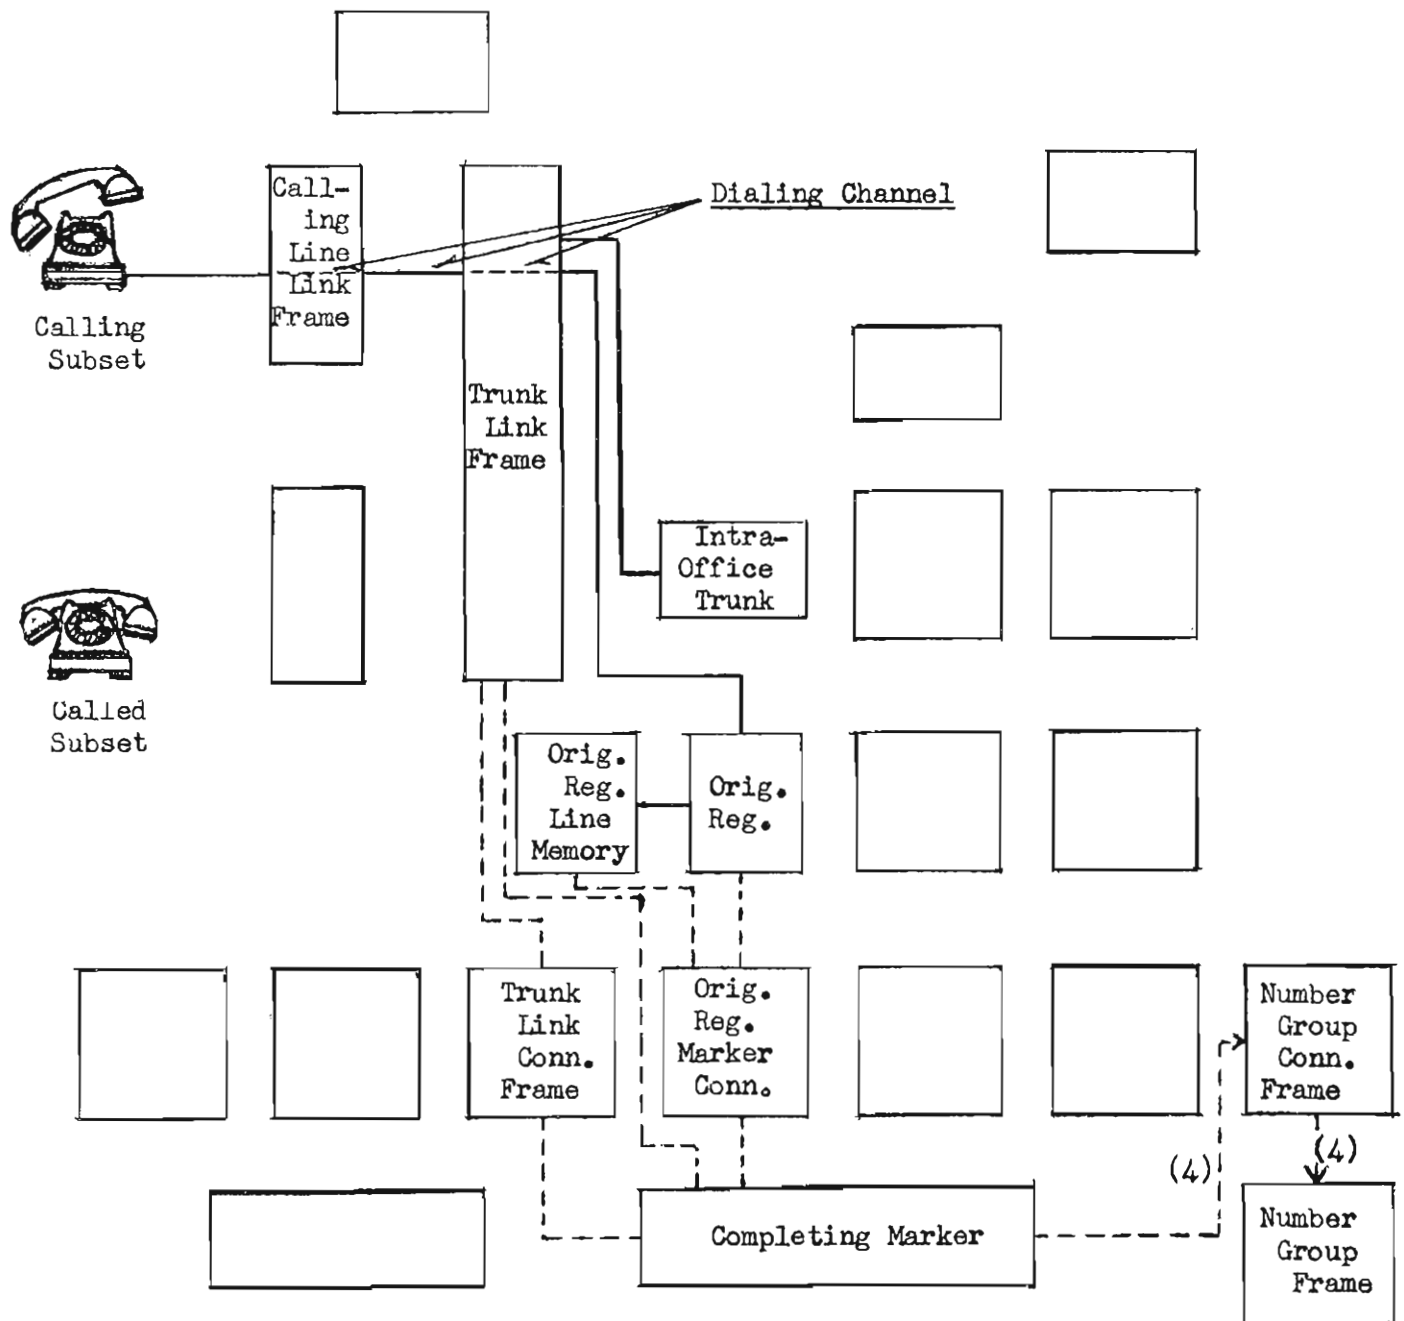 Call-
ing
Line
Link
Frame
Dialing Channel
Calling
Subset
Trunk
Link
Frame
Intra-
Office
Trunk
Called
Subset
Orig.
Reg.
Line
Memory
Orig.
Reg.
Trunk
Link
Conn.
Frame
Orig.
Reg.
Marker
Conn.
Number
Group
Conn.
Frame
(4)
(4)
Completing Marker
Number
Group
Frame